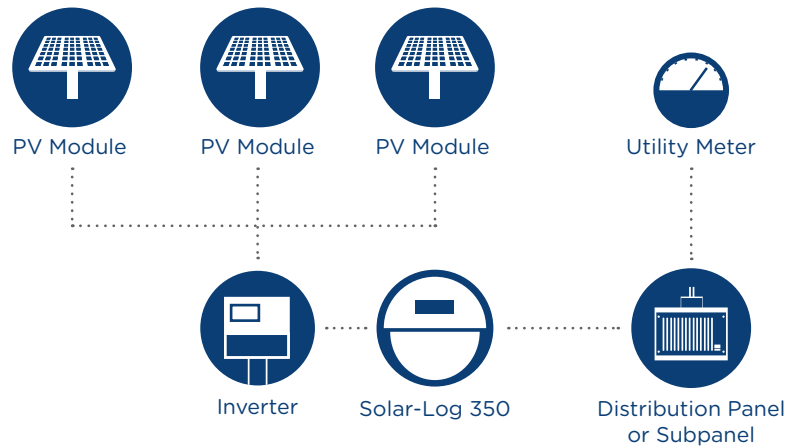 PV Module
PV Module
PV Module
Utility Meter
Inverter
Solar-Log 350
Distribution Panel
or Subpanel